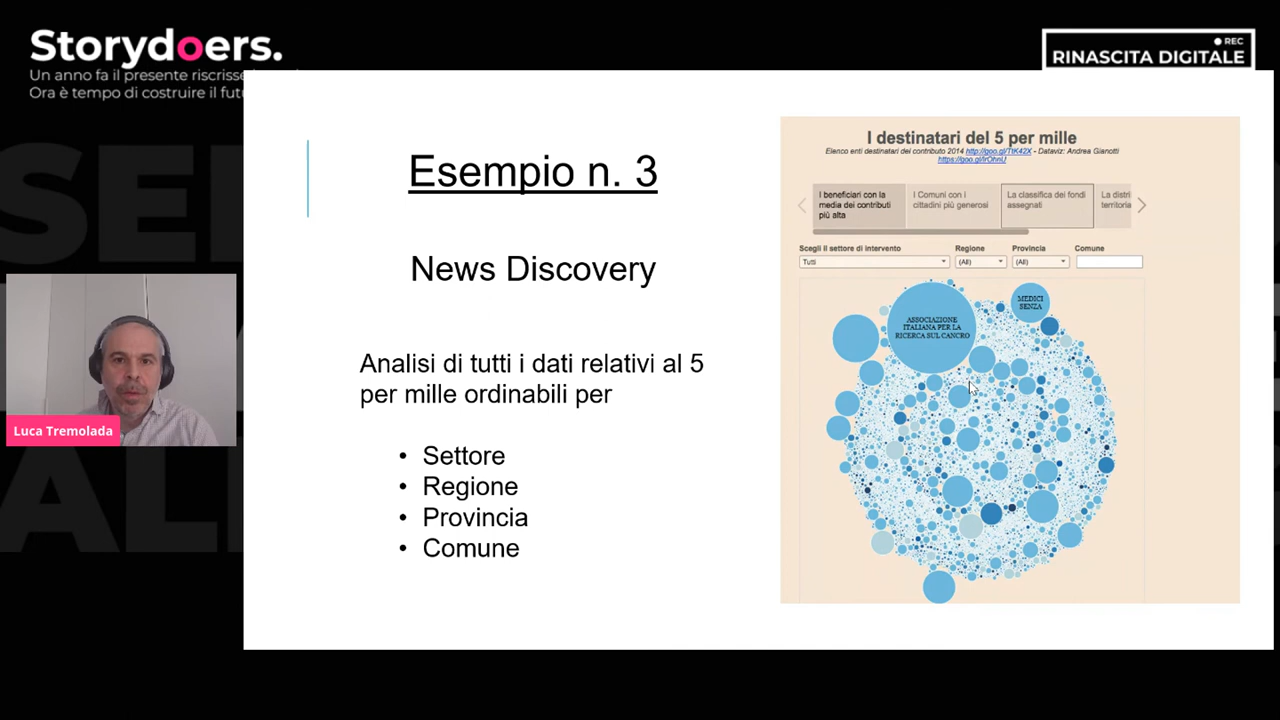 Storydoers.
Un anno fa il presente riscrisse
Ora è tempo di costruire il futu
REC
RINASCITA DIGITALE
Luca Tremolada
Esempio n. 3
News Discovery
Analisi di tutti i dati relativi al 5
per mille ordinabili per
• Settore
• Regione
• Provincia
• Comune
I destinatari del 5 per mille
Elenco enti destinatari del contributo 2014 http://goo.gl/TtK42X - Dataviz: Andrea Gianotti
I beneficiari con la
media dei contributi
più alta
I Comuni con i
cittadini più generosi
La classifica dei fondi
assegnati
La distri
territoria
Scegli il settore di intervento
Tutti
Regione
(All)
Provincia
(All)
Comune
ASSOCIAZIONE
ITALIANA PER LA
RICERCA SUL CANCRO
MEDICI
SENZA